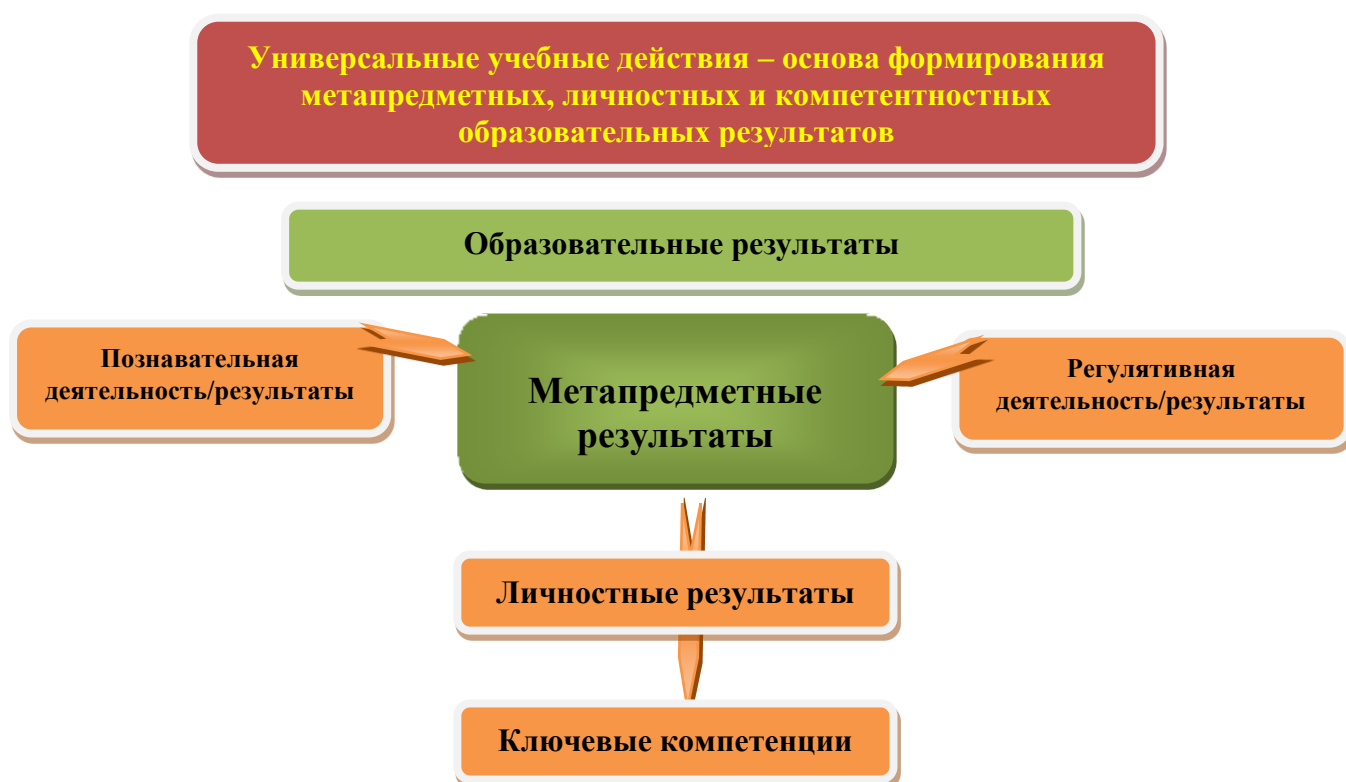 Универсальные учебные действия – основа формирования
метапредметных, личностных и компетентностных
образовательных результатов
Образовательные результаты
Познавательная
деятельность/результаты
Метапредметные
результаты
Регулятивная
деятельность/результаты
Личностные результаты
Ключевые компетенции